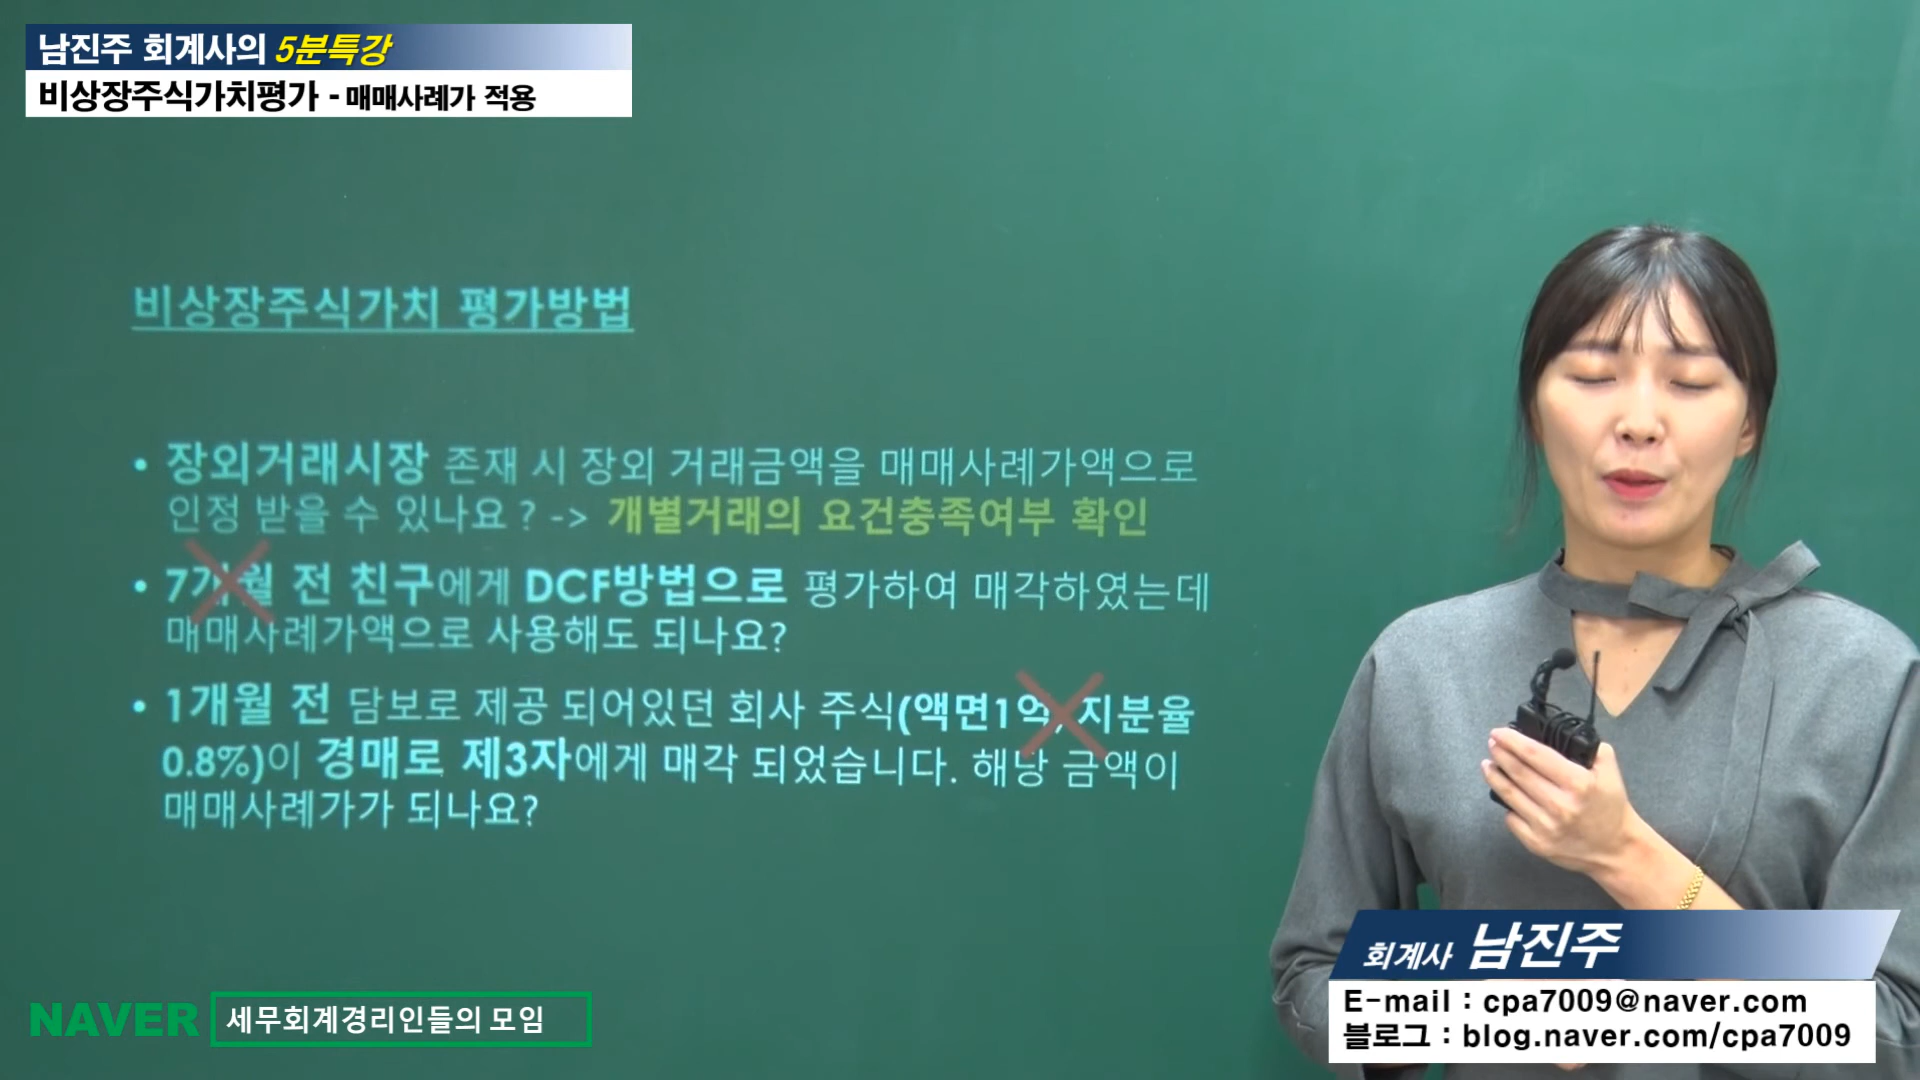 남진주 회계사의 5분특강
비상장주식가치평가 - 매매사례가 적용
비상장주식가치 평가방법
• 장외거래시장 존재 시 장외 거래금액을 매매사례가액으로
인정 받을 수 있나요 ? -> 개별거래의 요건충족여부 확인
• 7개월 전 친구에게 DCF방법으로 평가하여 매각하였는데
매매사례가액으로 사용해도 되나요?
• 1개월 전 담보로 제공 되어있던 회사 주식(액면1억, 지분율
0.8%)이 경매로 제3자에게 매각 되었습니다. 해당 금액이
매매사례가가 되나요?
회계사 남진주
E-mail : cpa7009@naver.com
블로그 : blog.naver.com/cpa7009
NAVER 세무회계경리인들의 모임